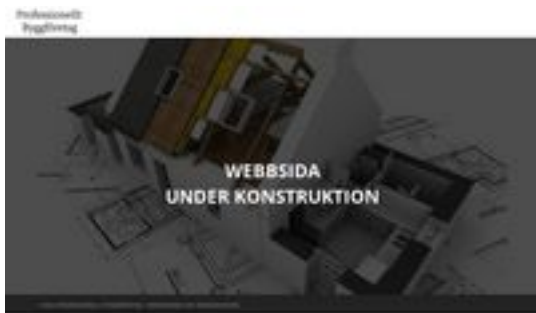 Professionellt
Byggföretag
WEBBSIDA
UNDER KONSTRUKTION